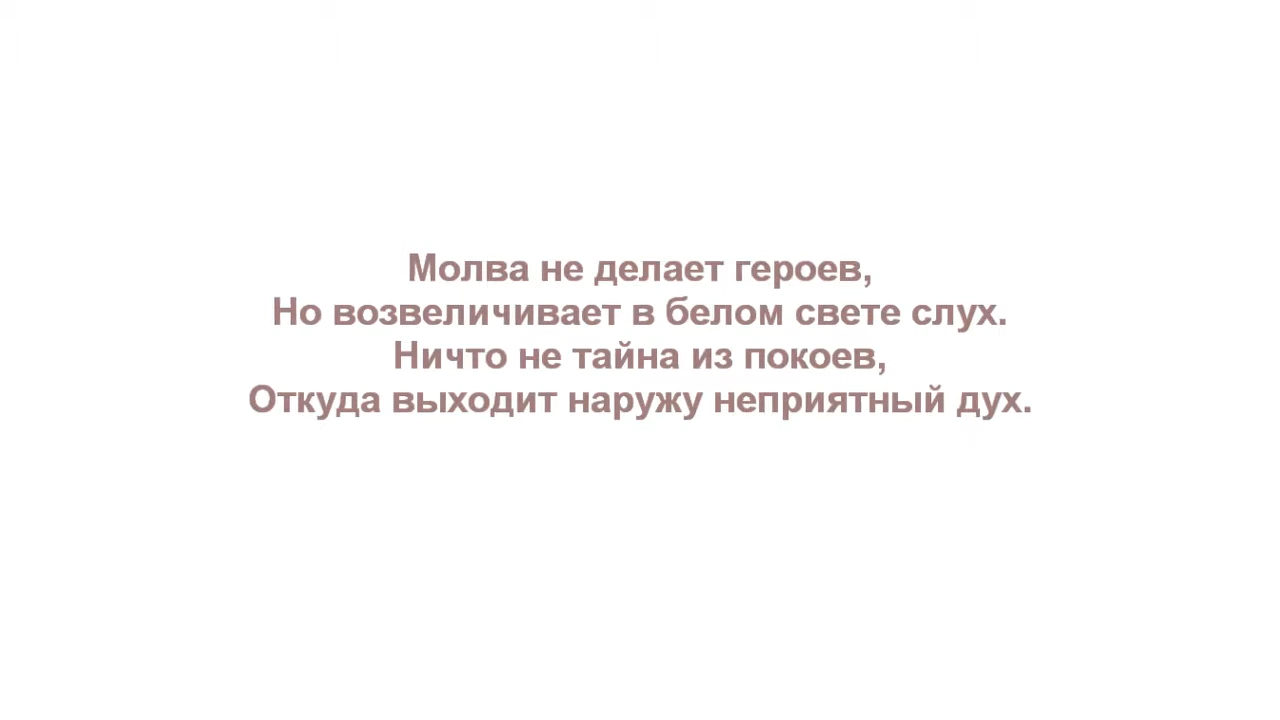 Молва не делает героев,
Но возвеличивает в белом свете слух.
Ничто не тайна из покоев,
Откуда выходит наружу неприятный дух.